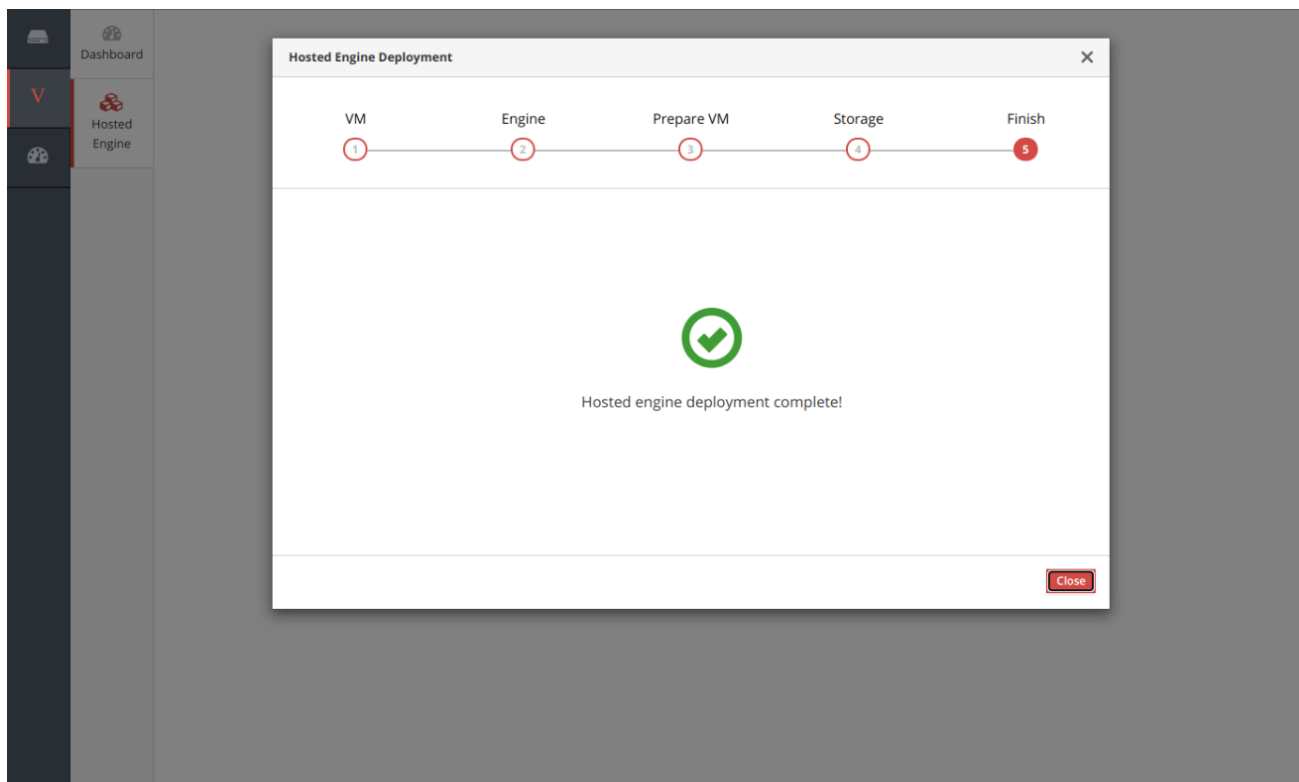 Dashboard
V
Hosted
Engine
Hosted Engine Deployment
VM Engine Prepare VM Storage Finish
1 2 3 4 5
Hosted engine deployment complete!
Close